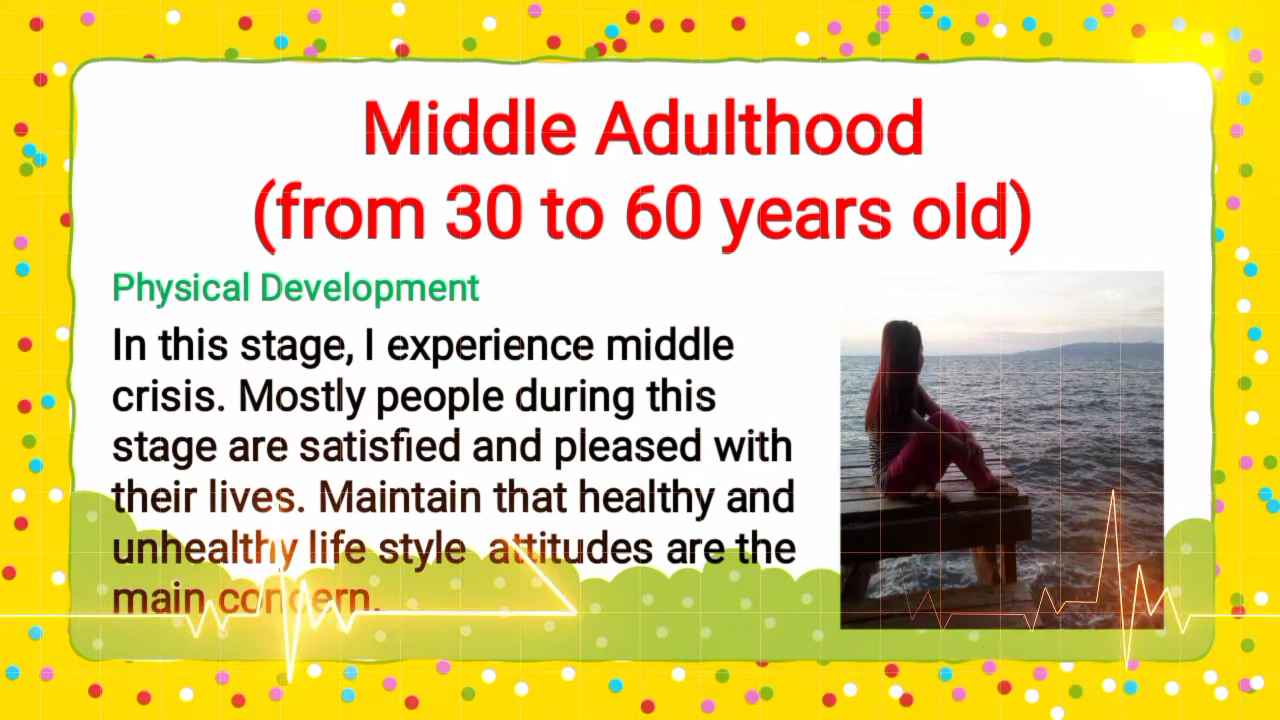 Middle Adulthood
(from 30 to 60 years old)
Physical Development
In this stage, I experience middle
crisis. Mostly people during this
stage are satisfied and pleased with
their lives. Maintain that healthy and
unhealthy life style  attitudes are the
main concern.